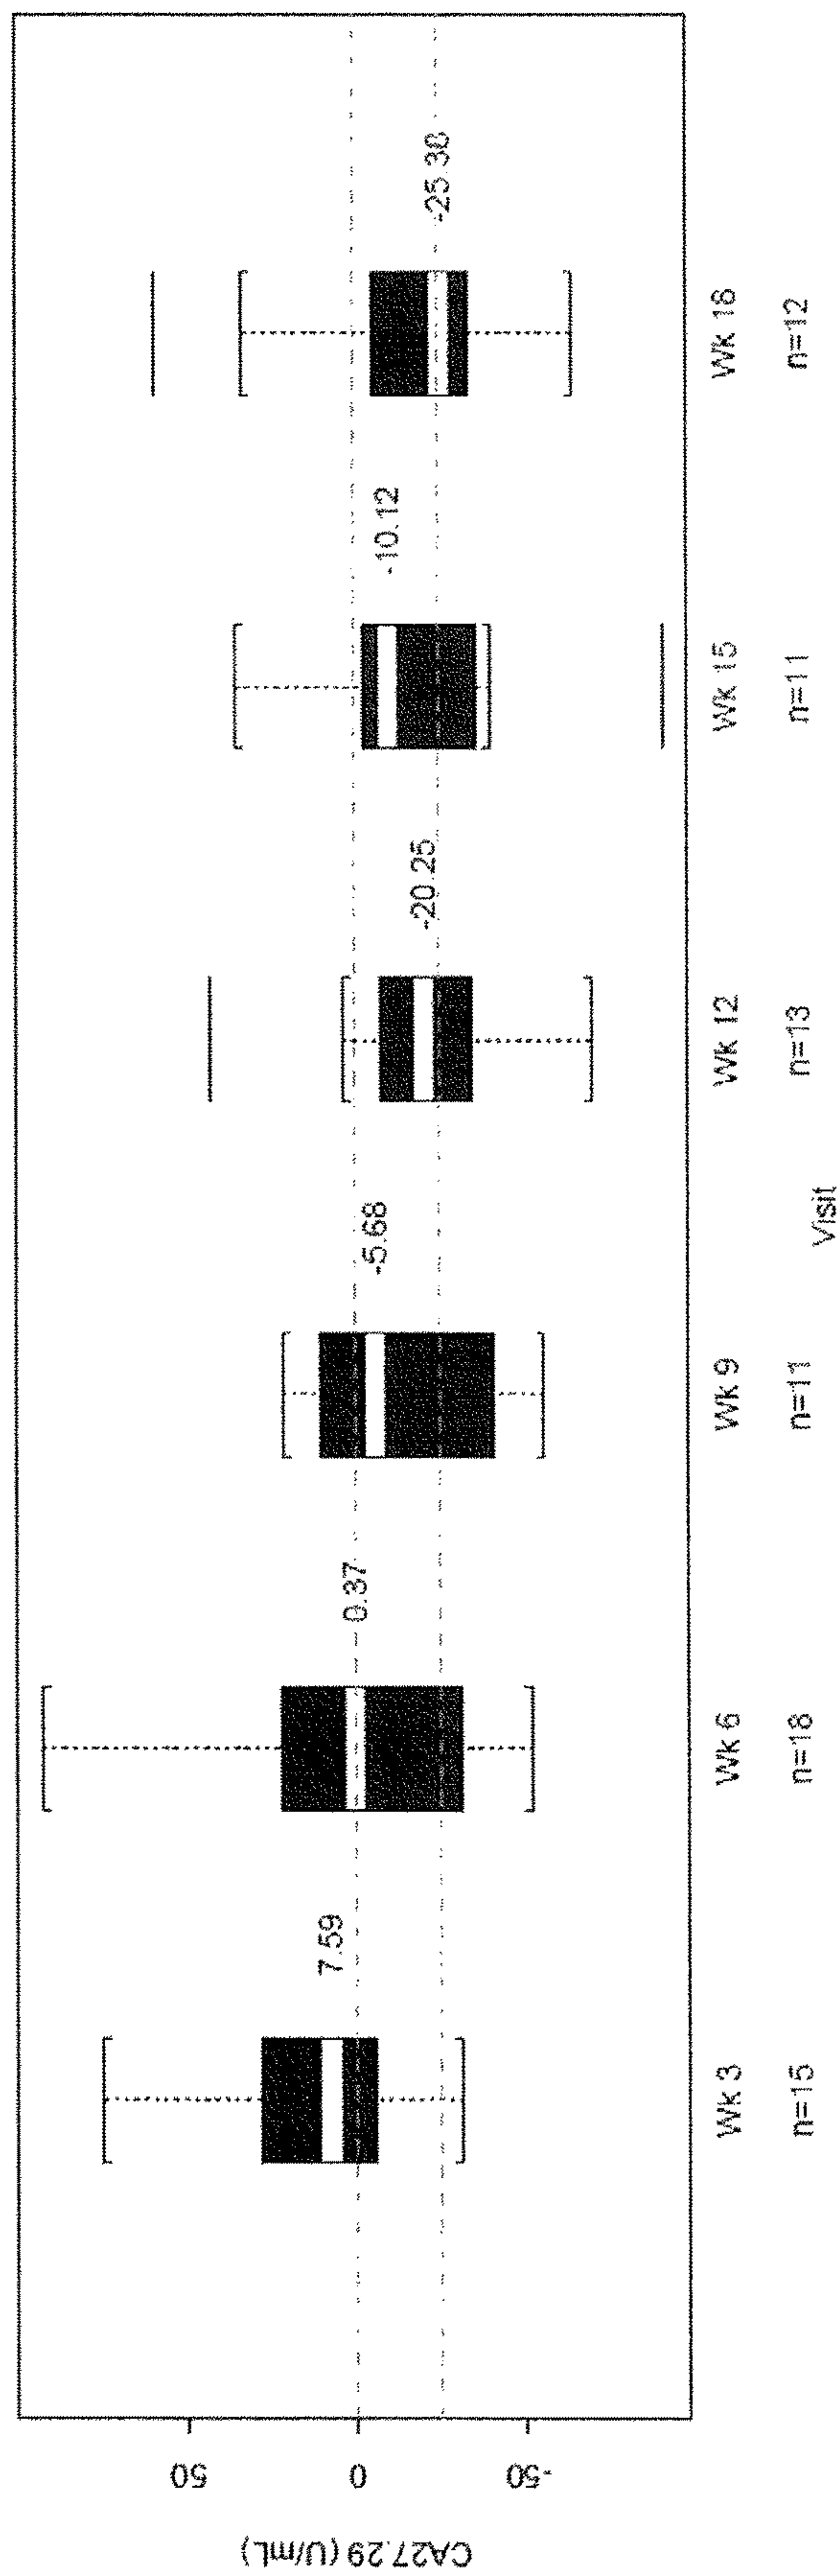 CA27.29 (U/mL)
50
0
-50
7.59
0.37
-5.68
-20.25
-10.12
-25.30
Wk 3
Wk 6
Wk 9
Wk 12
Wk 15
Wk 18
n=15
n=18
n=11
n=13
n=11
n=12
Visit